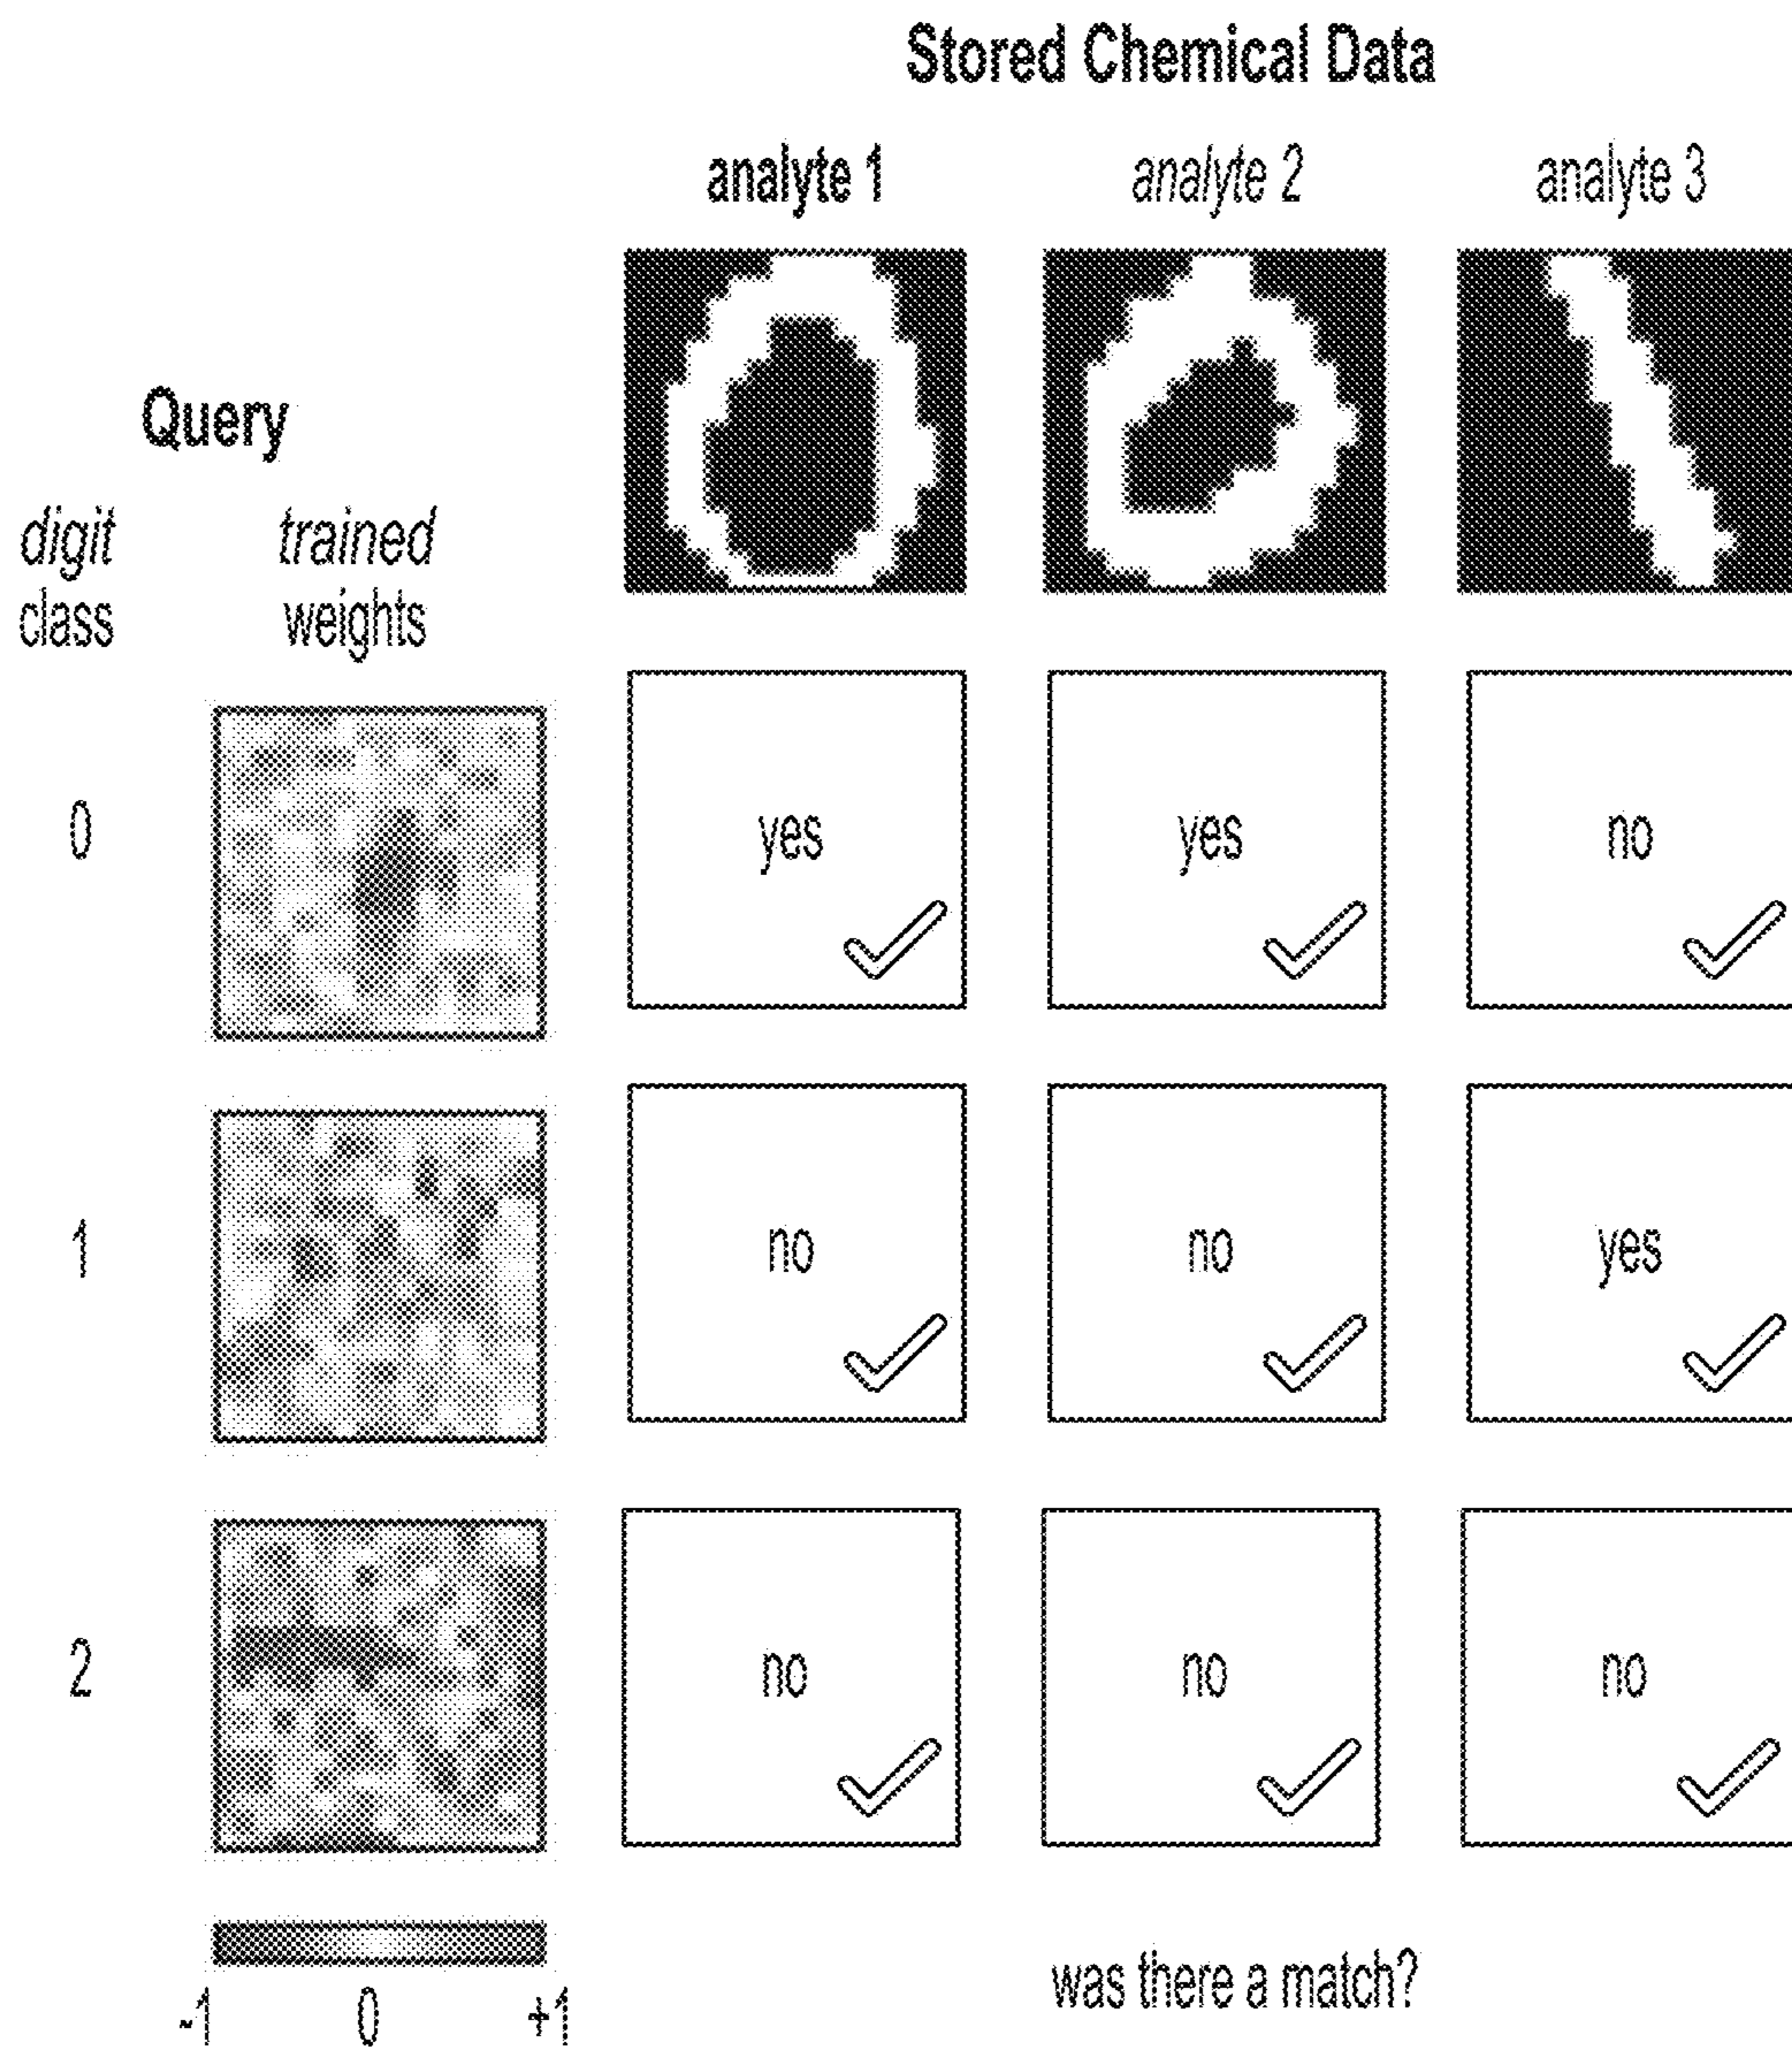 Stored Chemical Data
analyte 1 analyte 2 analyte 3
Query
digit trained
class weights
0 yes yes no
1 no no yes
2 no no no
-1 0 +1
was there a match?